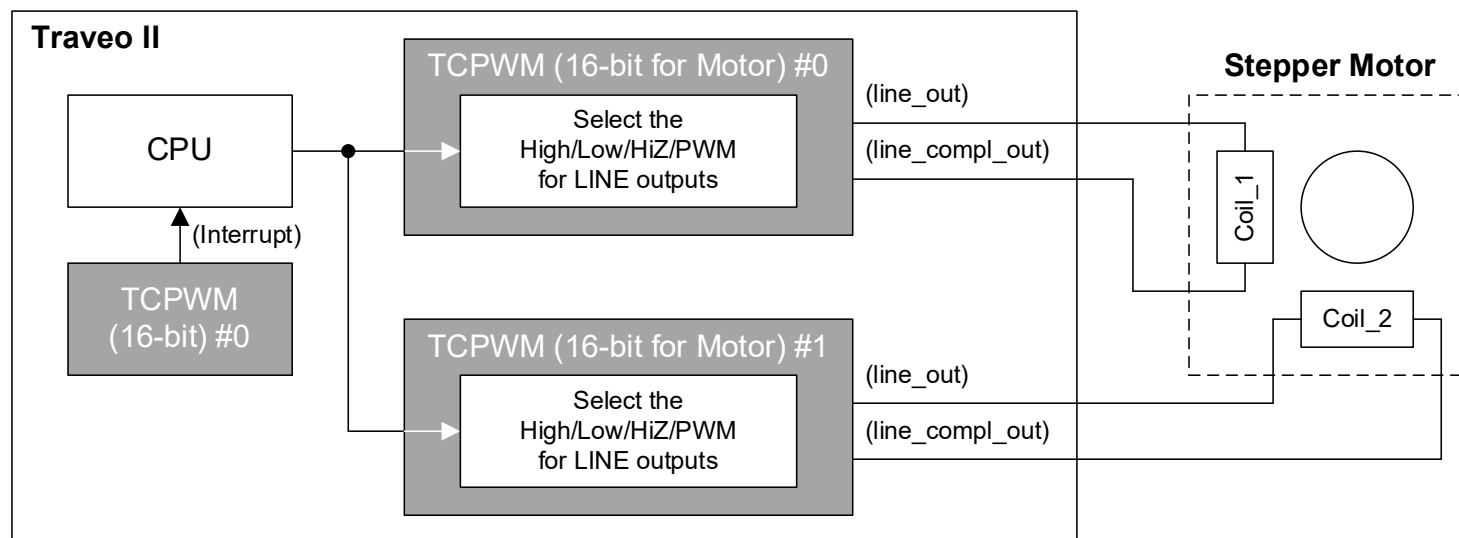 Traveo II
TCPWM (16-bit for Motor) #0
Select the
High/Low/HiZ/PWM
for LINE outputs
(line_out)
(line_compl_out)
Stepper Motor
CPU
Coil_1
(Interrupt)
TCPWM
(16-bit) #0
Coil_2
TCPWM (16-bit for Motor) #1
Select the
High/Low/HiZ/PWM
for LINE outputs
(line_out)
(line_compl_out)